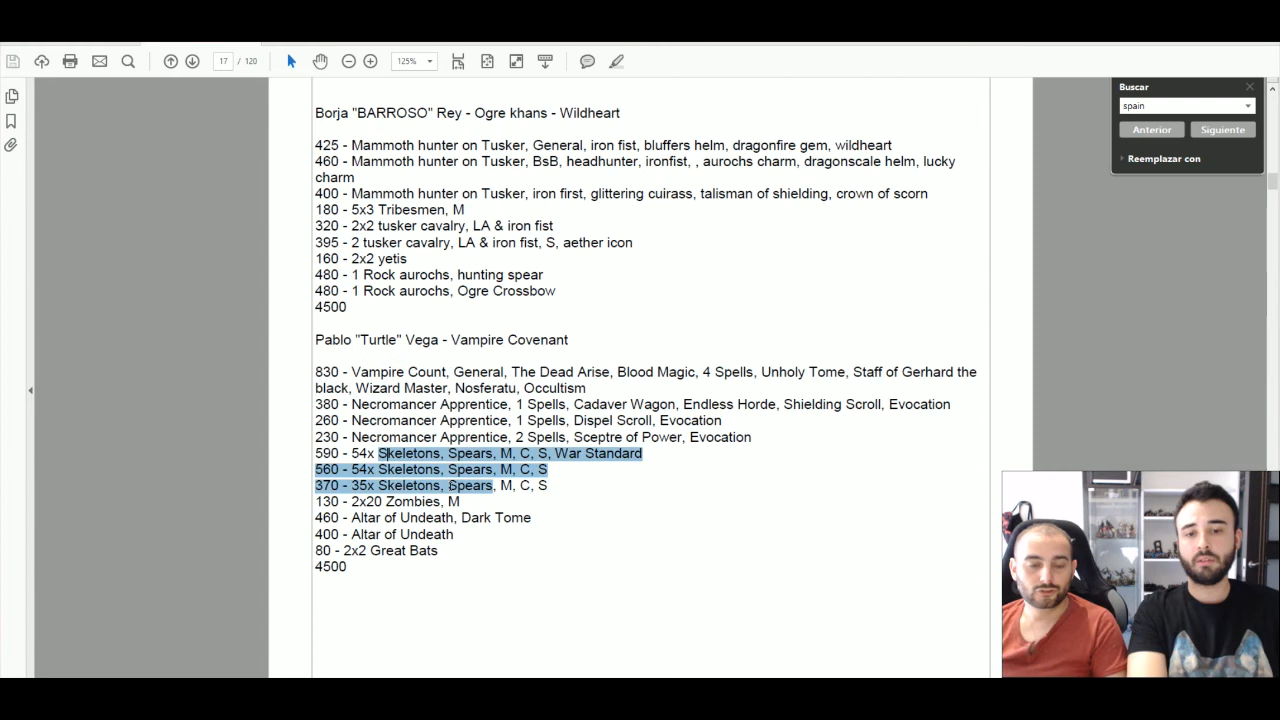 17 / 120
125%
Buscar
spain
Anterior
Siguiente
Reemplazar con
Borja "BARROSO" Rey - Ogre khans - Wildheart
425 - Mammoth hunter on Tusker, General, iron fist, bluffers helm, dragonfire gem, wildheart
460 - Mammoth hunter on Tusker, BsB, headhunter, ironfist, , aurochs charm, dragonscale helm, lucky
charm
400 - Mammoth hunter on Tusker, iron first, glittering cuirass, talisman of shielding, crown of scorn
180 - 5x3 Tribesmen, M
320 - 2x2 tusker cavalry, LA & iron fist
395 - 2 tusker cavalry, LA & iron fist, S, aether icon
160 - 2x2 yetis
480 - 1 Rock aurochs, hunting spear
480 - 1 Rock aurochs, Ogre Crossbow
4500
Pablo "Turtle" Vega - Vampire Covenant
830 - Vampire Count, General, The Dead Arise, Blood Magic, 4 Spells, Unholy Tome, Staff of Gerhard the
black, Wizard Master, Nosferatu, Occultism
380 - Necromancer Apprentice, 1 Spells, Cadaver Wagon, Endless Horde, Shielding Scroll, Evocation
260 - Necromancer Apprentice, 1 Spells, Dispel Scroll, Evocation
230 - Necromancer Apprentice, 2 Spells, Sceptre of Power, Evocation
590 - 54x Skeletons, Spears, M, C, S, War Standard
560 - 54x Skeletons, Spears, M, C, S
370 - 35x Skeletons, Spears, M, C, S
130 - 2x20 Zombies, M
460 - Altar of Undeath, Dark Tome
400 - Altar of Undeath
80 - 2x2 Great Bats
4500